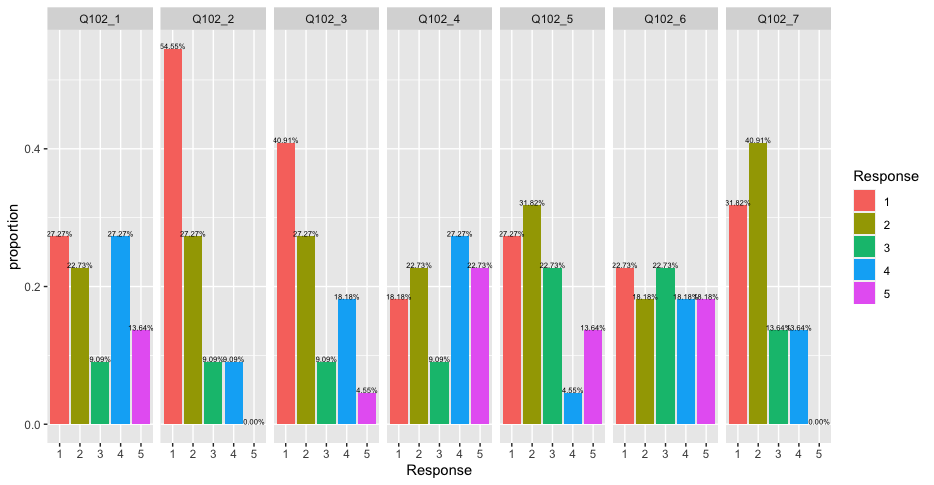 Q102_1 Q102_2 Q102_3 Q102_4 Q102_5 Q102_6 Q102_7
27.27% 22.73% 9.09% 27.27% 13.64%
54.55% 27.27% 9.09% 9.09% 0.00%
40.91% 27.27% 9.09% 18.18% 4.55%
18.18% 22.73% 9.09% 27.27% 22.73%
27.27% 31.82% 22.73% 4.55% 13.64%
22.73% 18.18% 22.73% 18.18% 18.18%
31.82% 40.91% 13.64% 13.64% 0.00%
0.4
0.2
0.0
proportion
1 2 3 4 5 1 2 3 4 5 1 2 3 4 5 1 2 3 4 5 1 2 3 4 5 1 2 3 4 5 1 2 3 4 5
Response
Response
1
2
3
4
5